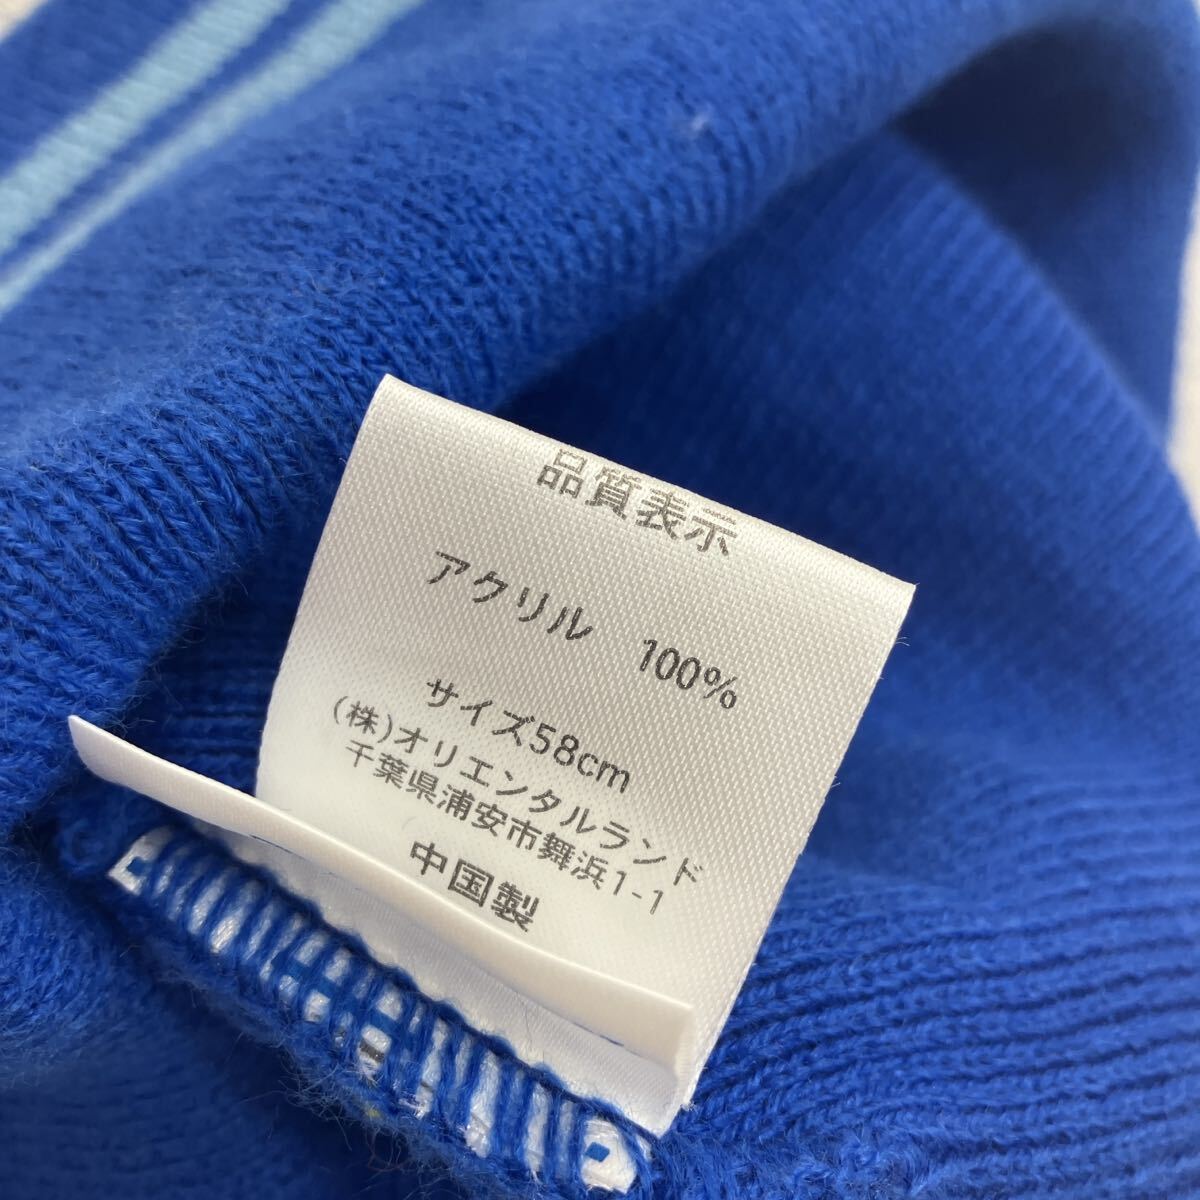 品質表示
アクリル　100%
サイズ58cm
(株)オリエンタルランド
千葉県浦安市舞浜1-1
中国製